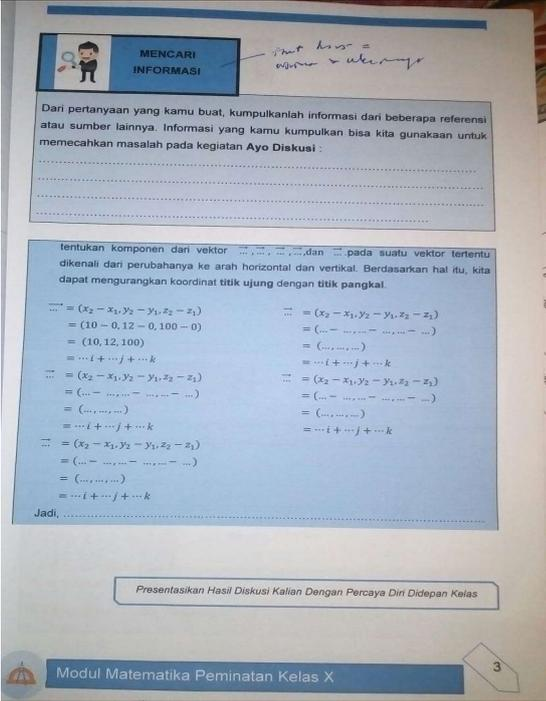 MENCARI
INFORMASI
Dari pertanyaan yang kamu buat, kumpulkanlah informasi dari beberapa referensi
atau sumber lainnya. Informasi yang kamu kumpulkan bisa kita gunakaan untuk
memecahkan masalah pada kegiatan Ayo Diskusi :
tentukan komponen dari vektor ..., ..., ..., ...,dan ... pada suatu vektor tertentu
dikenali dari perubahanya ke arah horizontal dan vertikal. Berdasarkan hal itu, kita
dapat mengurangkan koordinat titik ujung dengan titik pangkal.
... = (x₂ − x₁, y₂ − y₁, z₂ − z₁)
= (10 − 0, 12 − 0, 100 − 0)
= (10, 12, 100)
= ⋯ i + ⋯ j + ⋯ k
... = (x₂ − x₁, y₂ − y₁, z₂ − z₁)
= (... − ..., ... − ..., ... − ...)
= (..., ..., ...)
= ⋯ i + ⋯ j + ⋯ k
... = (x₂ − x₁, y₂ − y₁, z₂ − z₁)
= (... − ..., ... − ..., ... − ...)
= (..., ..., ...)
= ⋯ i + ⋯ j + ⋯ k
... = (x₂ − x₁, y₂ − y₁, z₂ − z₁)
= (... − ..., ... − ..., ... − ...)
= (..., ..., ...)
= ⋯ i + ⋯ j + ⋯ k
... = (x₂ − x₁, y₂ − y₁, z₂ − z₁)
= (... − ..., ... − ..., ... − ...)
= (..., ..., ...)
= ⋯ i + ⋯ j + ⋯ k
Jadi, ...
Presentasikan Hasil Diskusi Kalian Dengan Percaya Diri Didepan Kelas
Modul Matematika Peminatan Kelas X
3